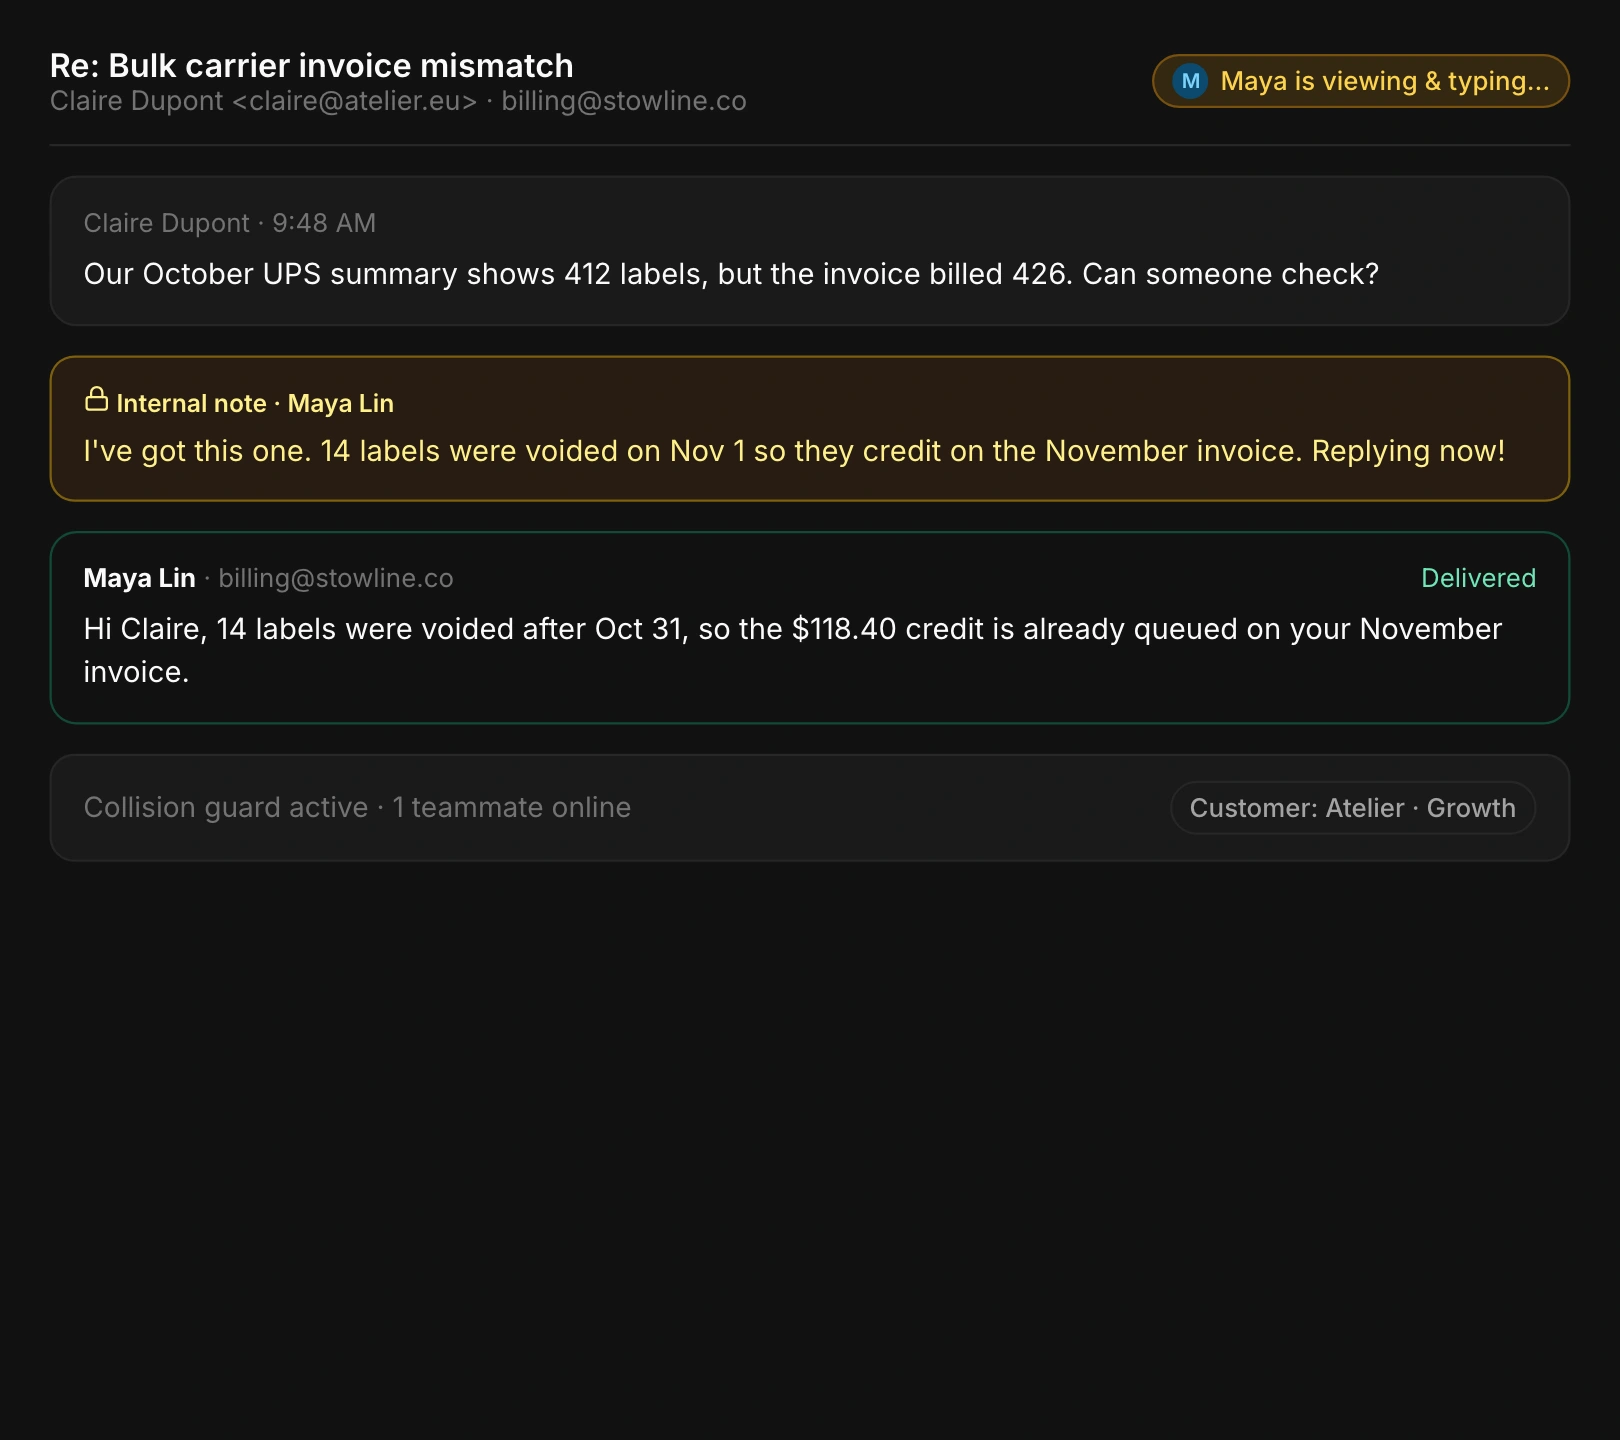 Re: Bulk carrier invoice mismatch
Claire Dupont <claire@atelier.eu> · billing@stowline.co
M Maya is viewing & typing...
Claire Dupont · 9:48 AM
Our October UPS summary shows 412 labels, but the invoice billed 426. Can someone check?
Internal note · Maya Lin
I've got this one. 14 labels were voided on Nov 1 so they credit on the November invoice. Replying now!
Maya Lin · billing@stowline.co
Delivered
Hi Claire, 14 labels were voided after Oct 31, so the $118.40 credit is already queued on your November
invoice.
Collision guard active · 1 teammate online
Customer: Atelier · Growth